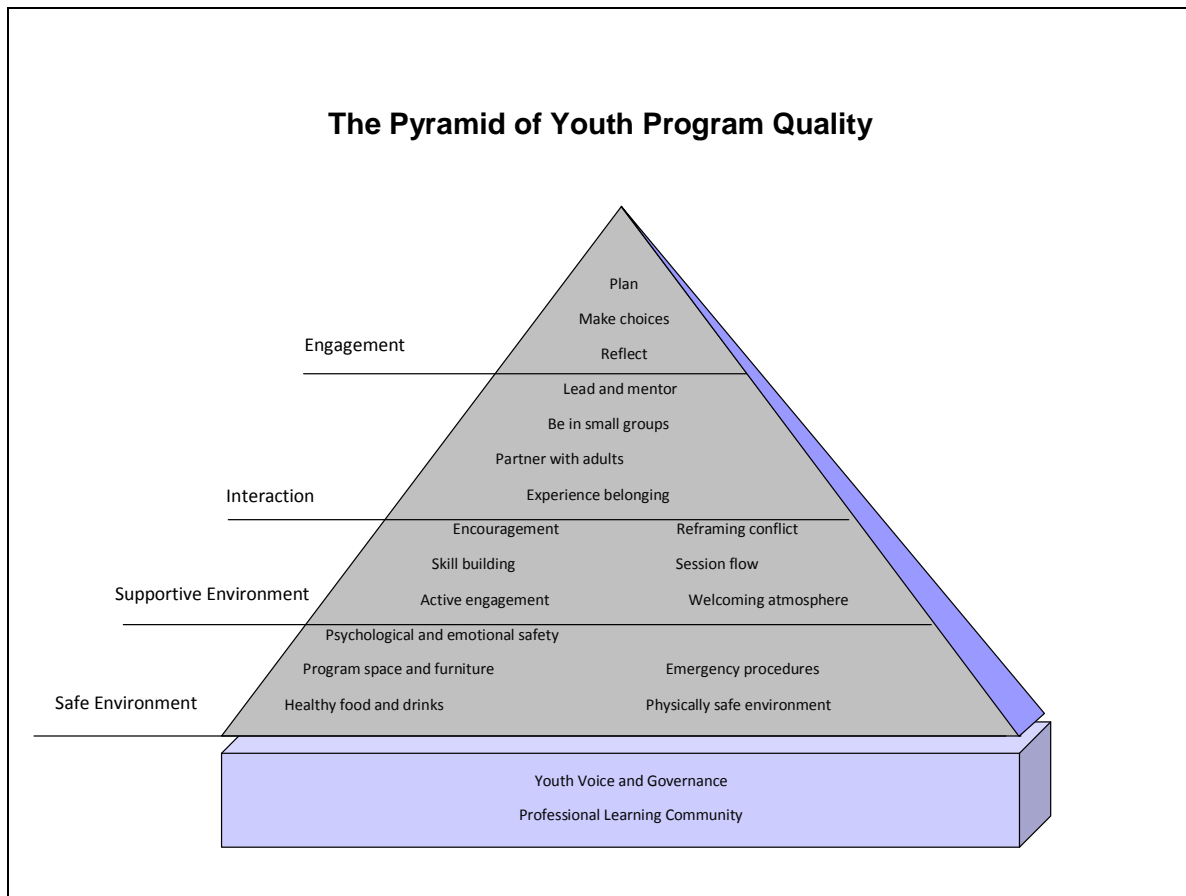 The Pyramid of Youth Program Quality
Plan
Make choices
Engagement
Reflect
Lead and mentor
Be in small groups
Partner with adults
Interaction
Experience belonging
Encouragement Reframing conflict
Skill building Session flow
Supportive Environment
Active engagement Welcoming atmosphere
Psychological and emotional safety
Program space and furniture Emergency procedures
Safe Environment
Healthy food and drinks Physically safe environment
Youth Voice and Governance
Professional Learning Community